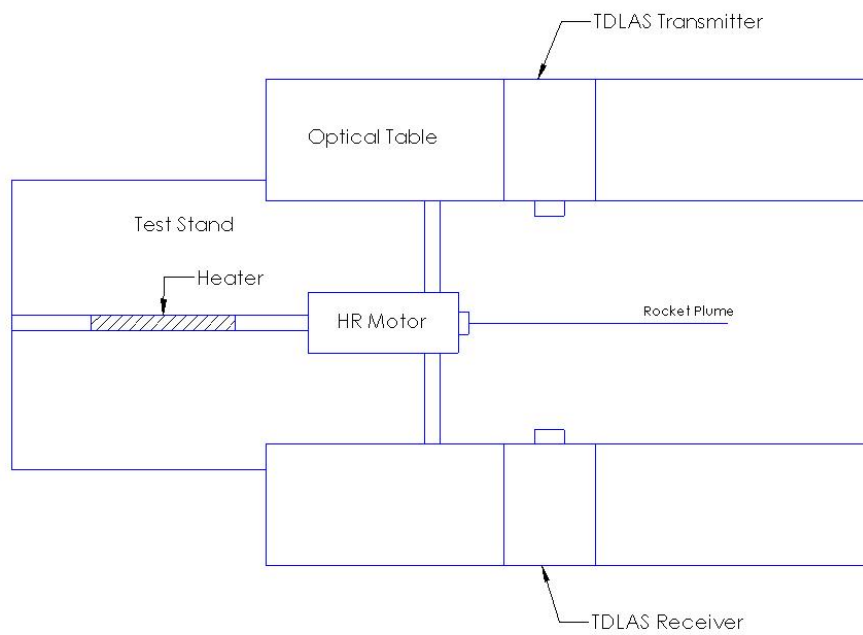 TDLAS Transmitter
Optical Table
Test Stand
Heater
HR Motor
Rocket Plume
TDLAS Receiver